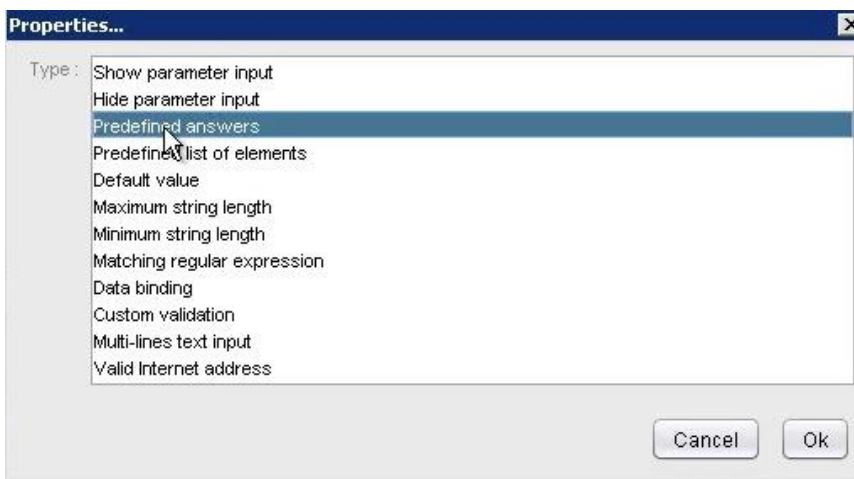 Properties...
Type :
Show parameter input
Hide parameter input
Predefined answers
Predefined list of elements
Default value
Maximum string length
Minimum string length
Matching regular expression
Data binding
Custom validation
Multi-lines text input
Valid Internet address
Cancel
Ok